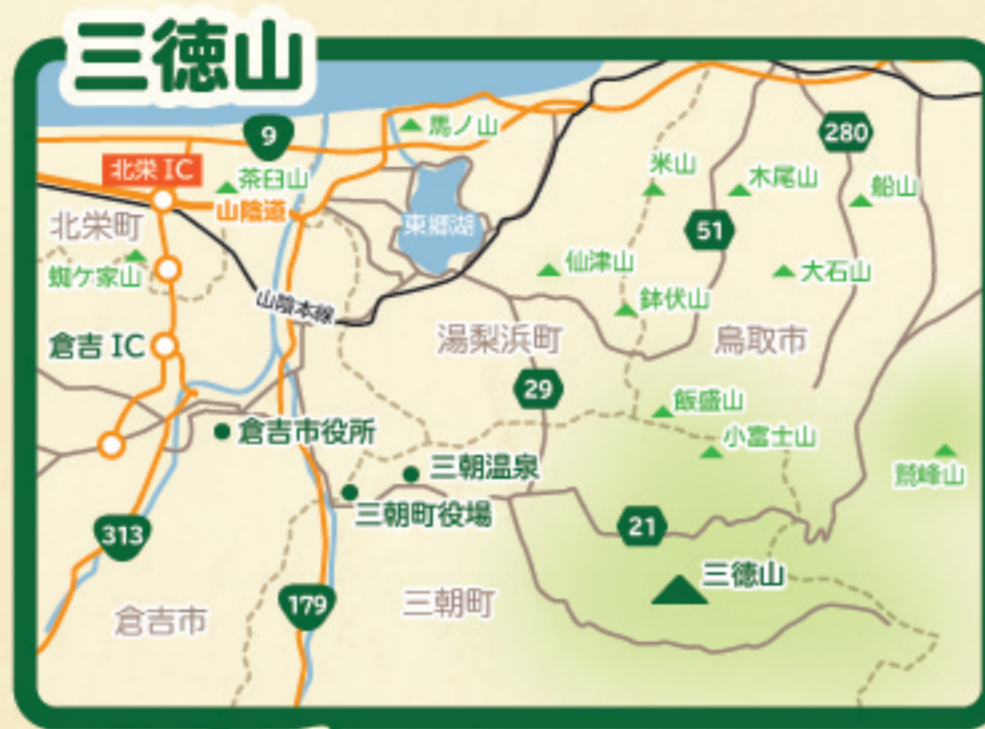 三徳山
9
馬ノ山
280
北栄 IC
茶臼山
米山
木尾山
船山
山陰道
北栄町
東郷湖
51
蜘ケ家山
仙津山
大石山
山陰本線
鉢伏山
倉吉 IC
湯梨浜町
鳥取市
29
飯盛山
倉吉市役所
小富士山
三朝温泉
鷲峰山
三朝町役場
313
21
三徳山
179
三朝町
倉吉市